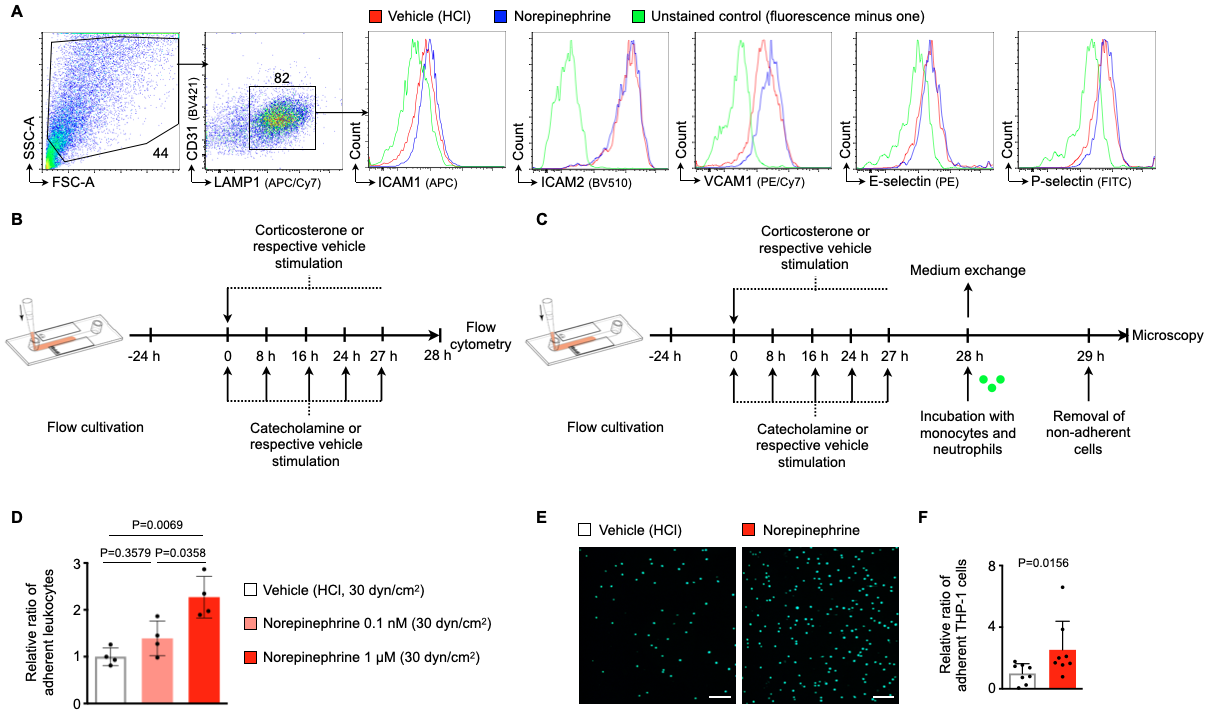 A
Vehicle (HCl)
Norepinephrine
Unstained control (fluorescence minus one)
SSC-A
FSC-A
44
CD31 (BV421)
LAMP1 (APC/Cy7)
82
Count
ICAM1 (APC)
Count
ICAM2 (BV510)
Count
VCAM1 (PE/Cy7)
Count
E-selectin (PE)
Count
P-selectin (FITC)
B
Corticosterone or
respective vehicle
stimulation
-24 h
0
8 h
16 h
24 h
27 h
28 h
Flow
cytometry
Flow cultivation
Catecholamine or
respective vehicle
stimulation
C
Corticosterone or
respective vehicle
stimulation
Medium exchange
-24 h
0
8 h
16 h
24 h
27 h
28 h
29 h
Microscopy
Flow cultivation
Catecholamine or
respective vehicle
stimulation
Incubation with
monocytes and
neutrophils
Removal of
non-adherent
cells
D
P=0.0069
P=0.3579
P=0.0358
Relative ratio of
adherent leukocytes
3
2
1
0
Vehicle (HCl, 30 dyn/cm²)
Norepinephrine 0.1 nM (30 dyn/cm²)
Norepinephrine 1 µM (30 dyn/cm²)
E
Vehicle (HCl)
Norepinephrine
F
P=0.0156
Relative ratio of
adherent THP-1 cells
8
4
0